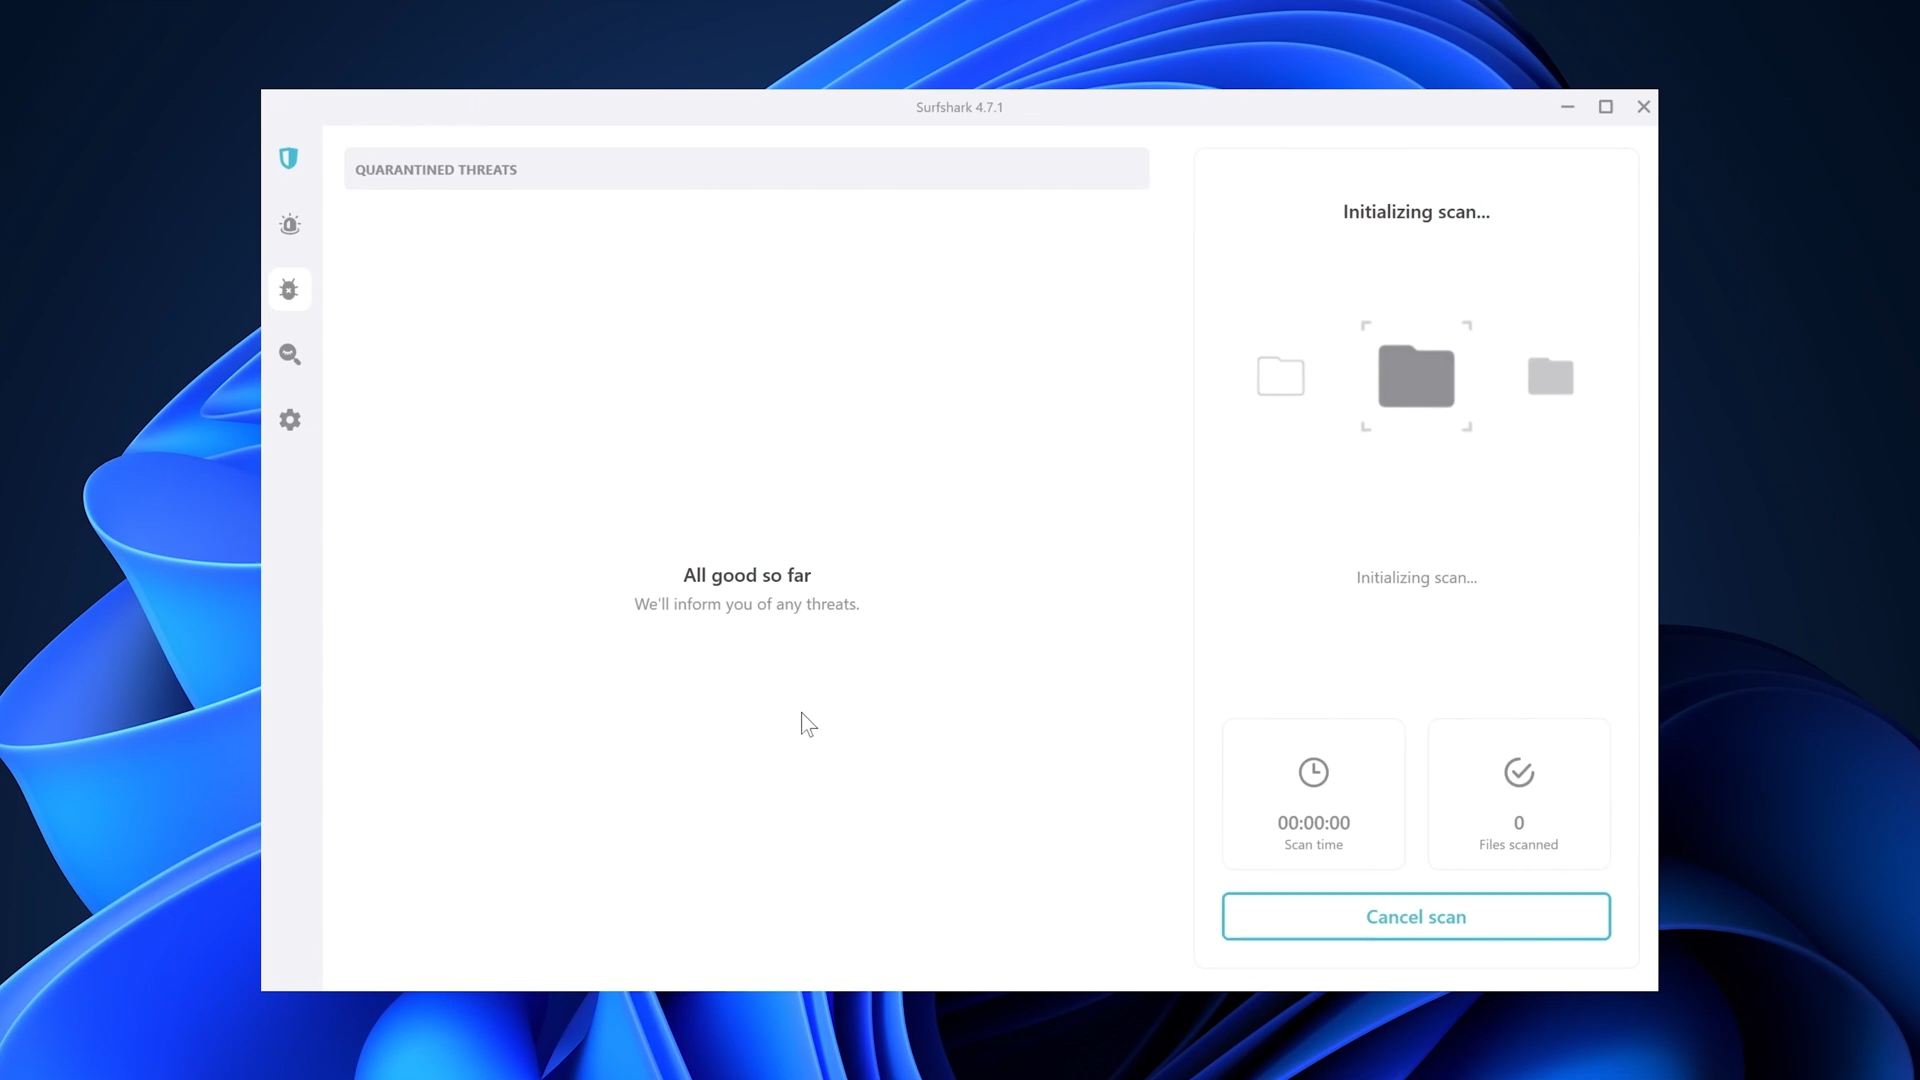 Surfshark 4.7.1
QUARANTINED THREATS
All good so far
We'll inform you of any threats.
Initializing scan...
Initializing scan...
00:00:00
Scan time
0
Files scanned
Cancel scan